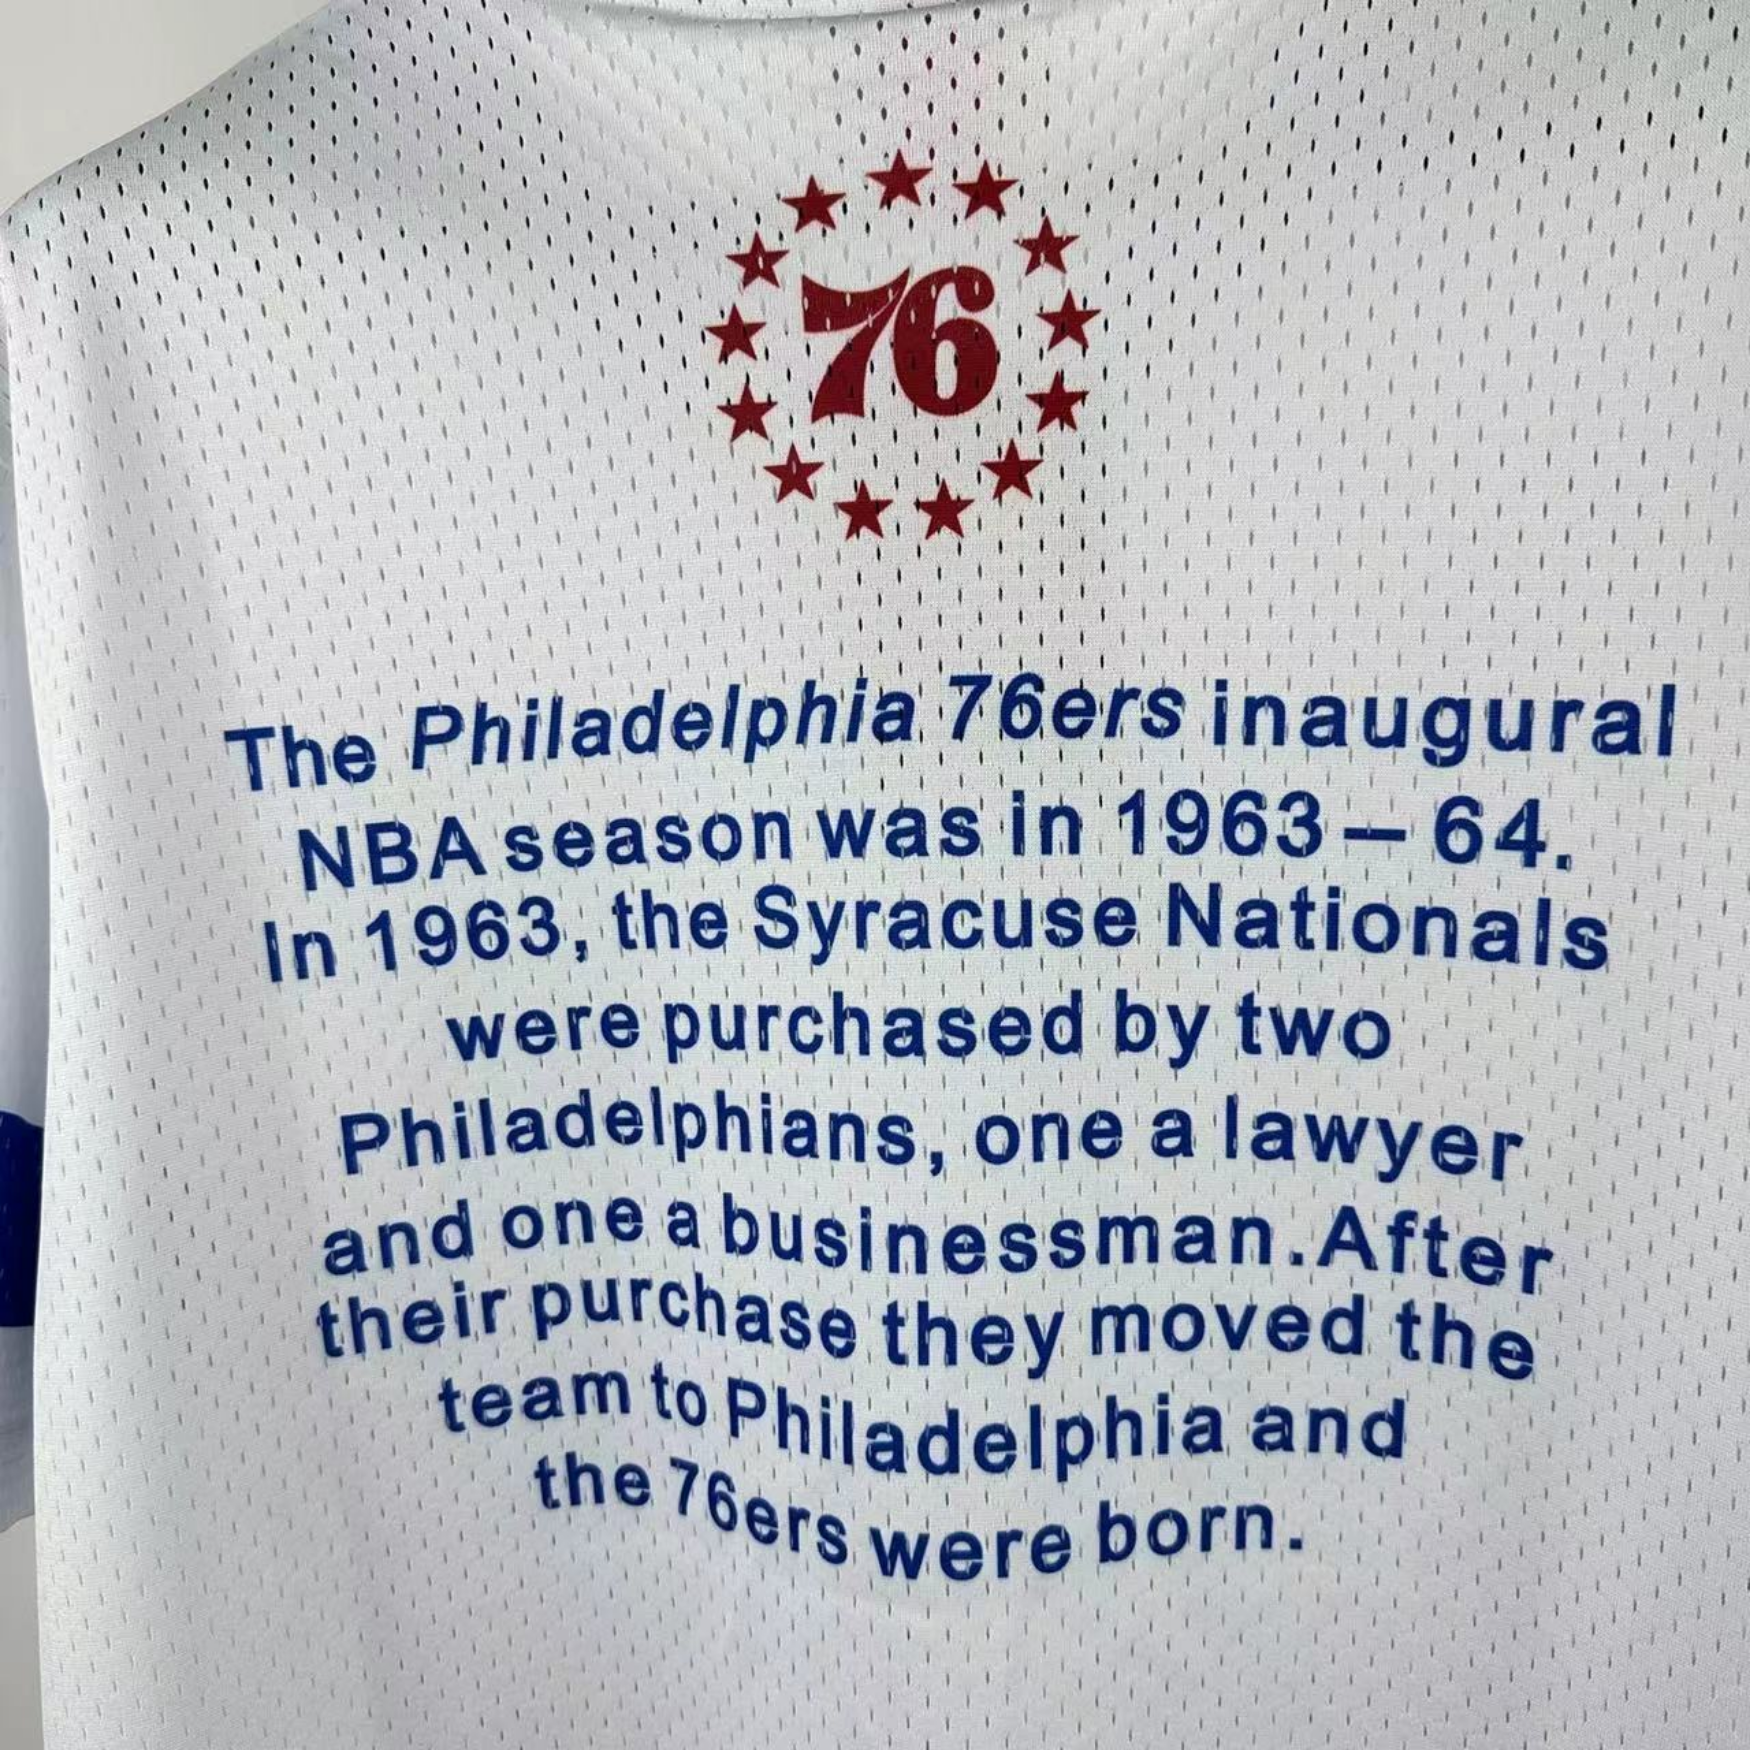 76
The Philadelphia 76ers inaugural
NBA season was in 1963 – 64.
In 1963, the Syracuse Nationals
were purchased by two
Philadelphians, one a lawyer
and one a businessman. After
their purchase they moved the
team to Philadelphia and
the 76ers were born.